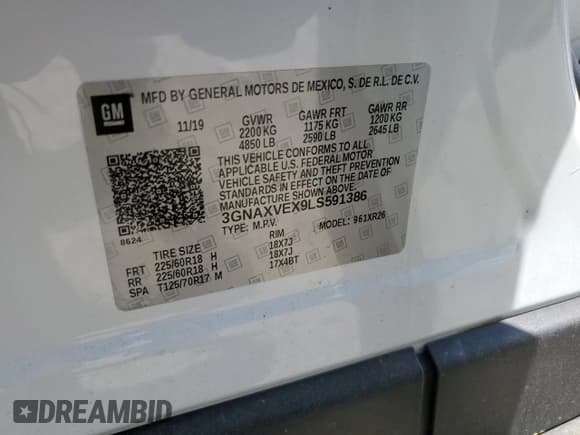 GM
MFD BY GENERAL MOTORS DE MEXICO, S. DE R.L. DE C.V.
11/19 GVWR GAWR FRT GAWR RR
2200 KG 1175 KG 1200 KG
4850 LB 2590 LB 2645 LB
THIS VEHICLE CONFORMS TO ALL
APPLICABLE U.S. FEDERAL MOTOR
VEHICLE SAFETY AND THEFT PREVENTION
STANDARDS IN EFFECT ON THE DATE OF
MANUFACTURE SHOWN ABOVE.
3GNAXVEX9LS591386
TYPE: M.P.V. MODEL: 961XR26
8624
TIRE SIZE RIM
FRT 225/60R18 H 18X7J
RR 225/60R18 H 18X7J
SPA T125/70R17 M 17X4BT
DREAMBID